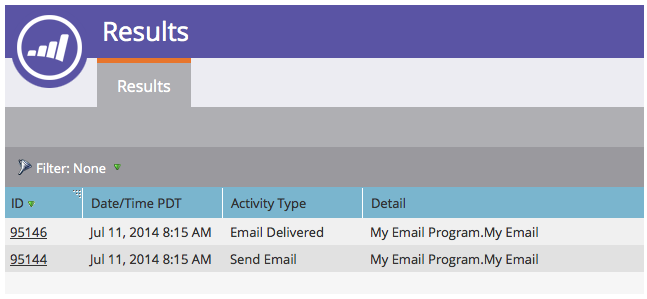 Results
Results
Filter: None
ID Date/Time PDT Activity Type Detail
95146 Jul 11, 2014 8:15 AM Email Delivered My Email Program.My Email
95144 Jul 11, 2014 8:15 AM Send Email My Email Program.My Email